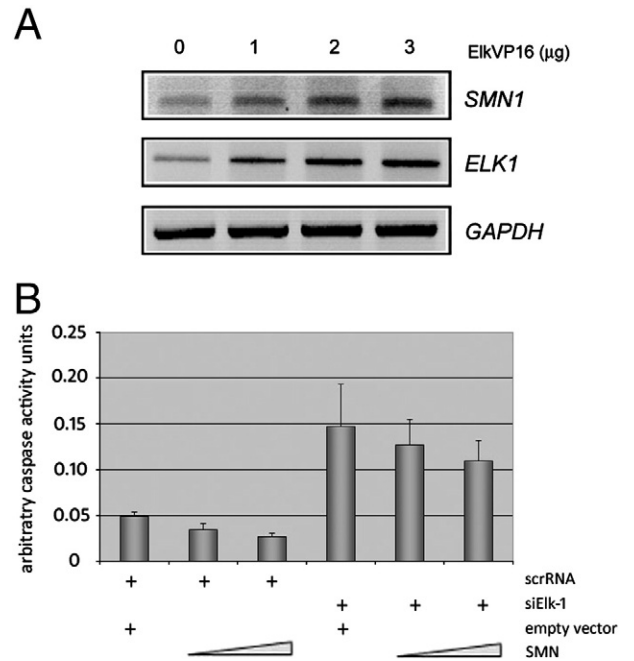 A
0 1 2 3 ElkVP16 (µg)
SMN1
ELK1
GAPDH
B
arbitratry caspase activity units
0.25
0.20
0.15
0.10
0.05
0
+ + + scrRNA
+ + + siElk-1
+ + empty vector
SMN